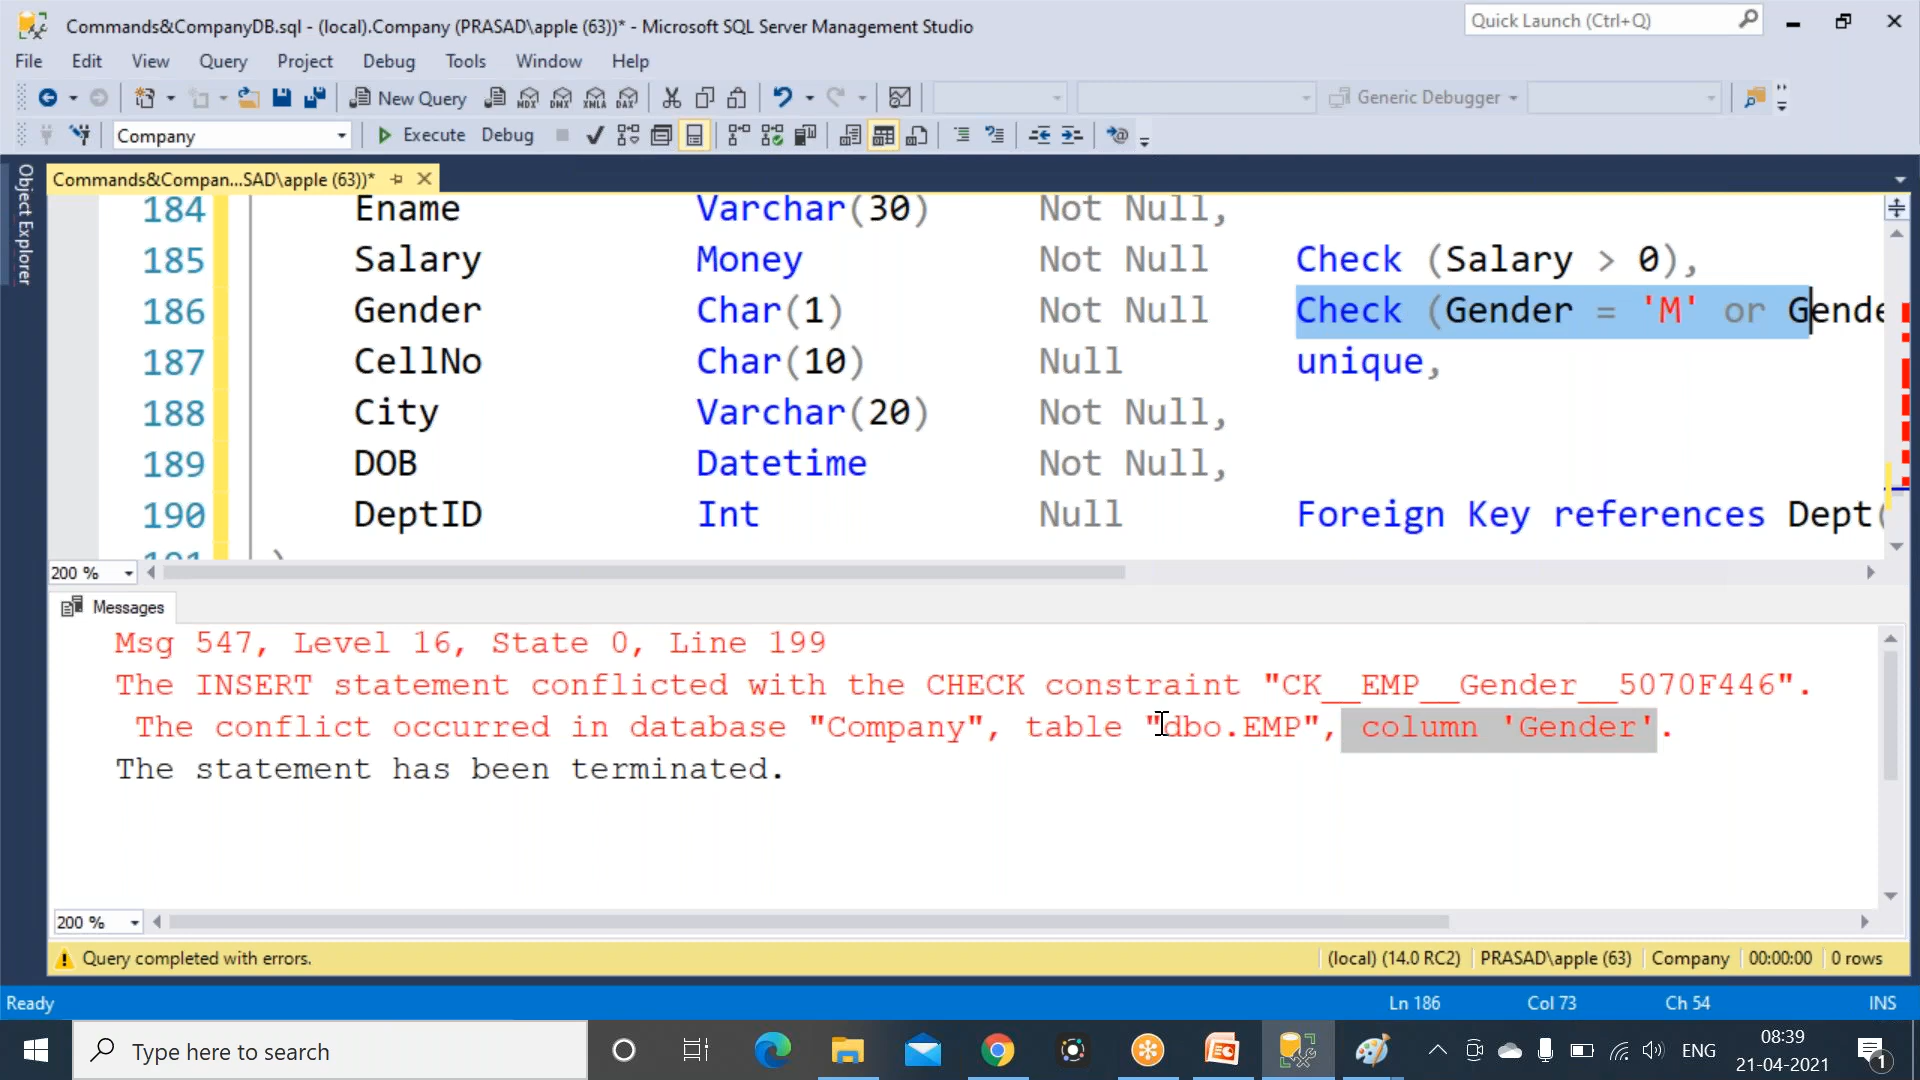 Commands&CompanyDB.sql - (local).Company (PRASAD\apple (63))* - Microsoft SQL Server Management Studio
Quick Launch (Ctrl+Q)
File Edit View Query Project Debug Tools Window Help
New Query MDX DMX XMLA DAX Generic Debugger
Company Execute Debug
Object Explorer
Commands&Compan...SAD\apple (63))*
184 Ename Varchar(30) Not Null,
185 Salary Money Not Null Check (Salary > 0),
186 Gender Char(1) Not Null Check (Gender = 'M' or Gende
187 CellNo Char(10) Null unique,
188 City Varchar(20) Not Null,
189 DOB Datetime Not Null,
190 DeptID Int Null Foreign Key references Dept(
191 )
200 %
Messages
Msg 547, Level 16, State 0, Line 199
The INSERT statement conflicted with the CHECK constraint "CK__EMP__Gender__5070F446".
The conflict occurred in database "Company", table "dbo.EMP", column 'Gender'.
The statement has been terminated.
200 %
Query completed with errors. (local) (14.0 RC2) PRASAD\apple (63) Company 00:00:00 0 rows
Ready Ln 186 Col 73 Ch 54 INS
Type here to search
ENG
08:39
21-04-2021
1